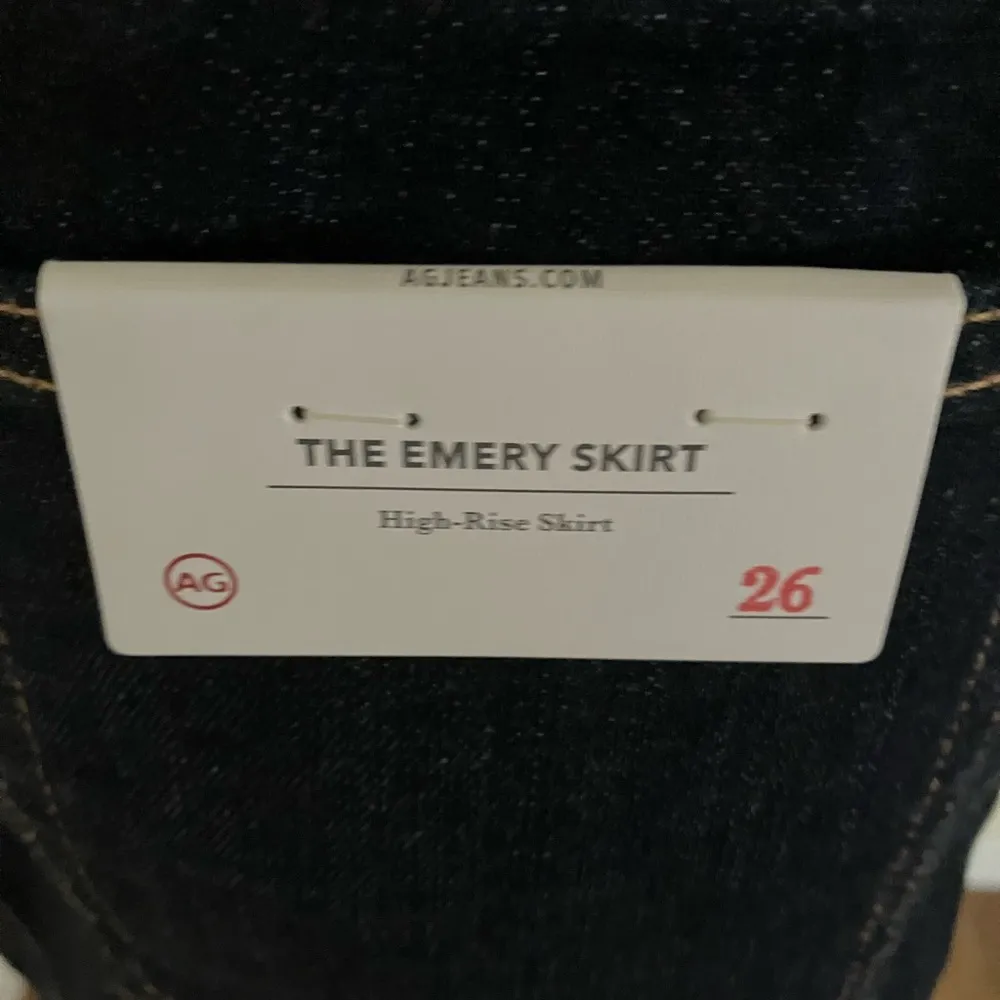 AGJEANS.COM
THE EMERY SKIRT
High-Rise Skirt
AG
26